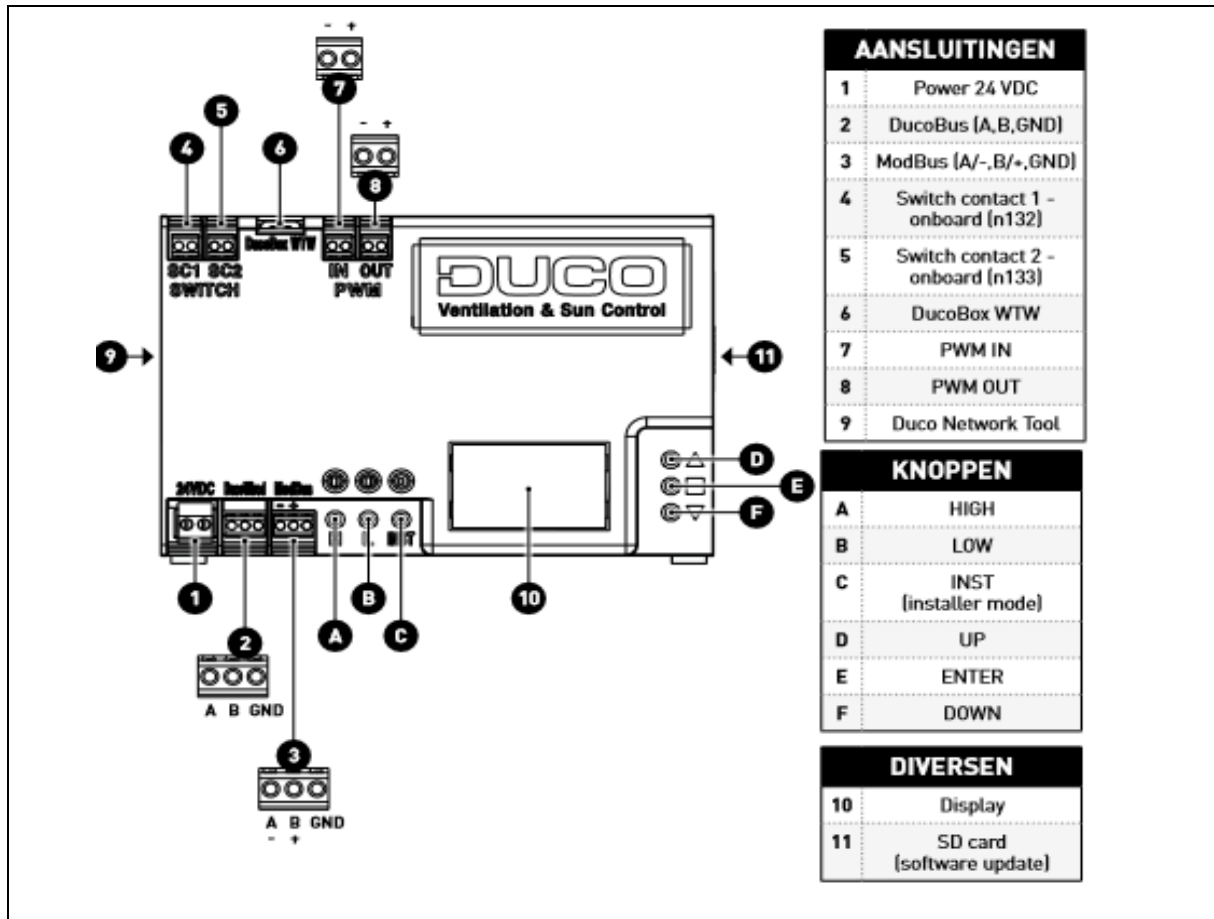 - +
7
5
- +
4
6
8
DucoBox WTW
SC1 SC2
SWITCH
IN OUT
PWM
DUCO
Ventilation & Sun Control
9
11
D
E
F
24VDC
ModBus
- +
10
1
2
B
A
C
A B GND
3
A B GND
- +
AANSLUITINGEN
1 Power 24 VDC
2 DucoBus (A,B,GND)
3 ModBus (A/-,B/+,GND)
4 Switch contact 1 -
onboard (n132)
5 Switch contact 2 -
onboard (n133)
6 DucoBox WTW
7 PWM IN
8 PWM OUT
9 Duco Network Tool
KNOPPEN
A HIGH
B LOW
C INST
(installer mode)
D UP
E ENTER
F DOWN
DIVERSEN
10 Display
11 SD card
(software update)